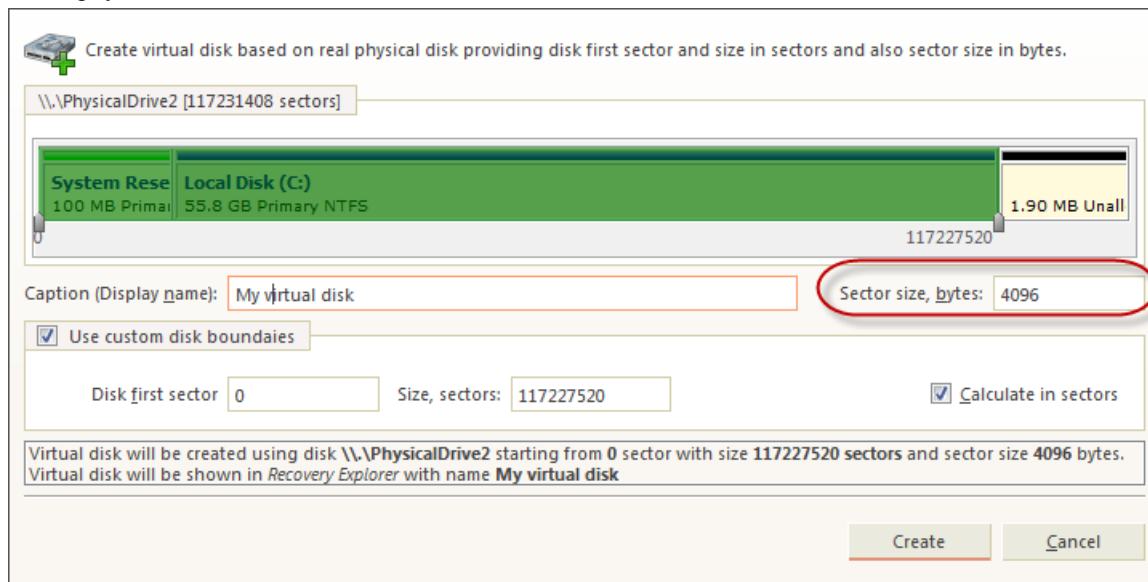 Create virtual disk based on real physical disk providing disk first sector and size in sectors and also sector size in bytes.
\\.\PhysicalDrive2 [117231408 sectors]
System Rese Local Disk (C:)
100 MB Primar 55.8 GB Primary NTFS 1.90 MB Unall
0 117227520
Caption (Display name): My virtual disk Sector size, bytes: 4096
Use custom disk boundaies
Disk first sector 0 Size, sectors: 117227520 Calculate in sectors
Virtual disk will be created using disk \\.\PhysicalDrive2 starting from 0 sector with size 117227520 sectors and sector size 4096 bytes.
Virtual disk will be shown in Recovery Explorer with name My virtual disk
Create Cancel